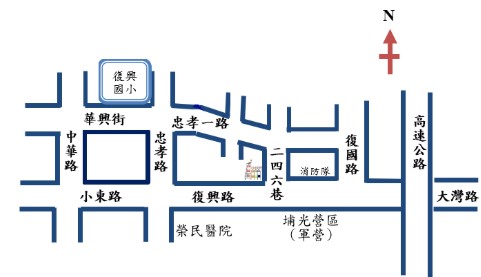 N
復興
國小
華興街
忠孝一路
中華路
忠孝路
二四六巷
消防隊
復國路
高速公路
小東路
復興路
大灣路
榮民醫院
埔光營區
（軍營）